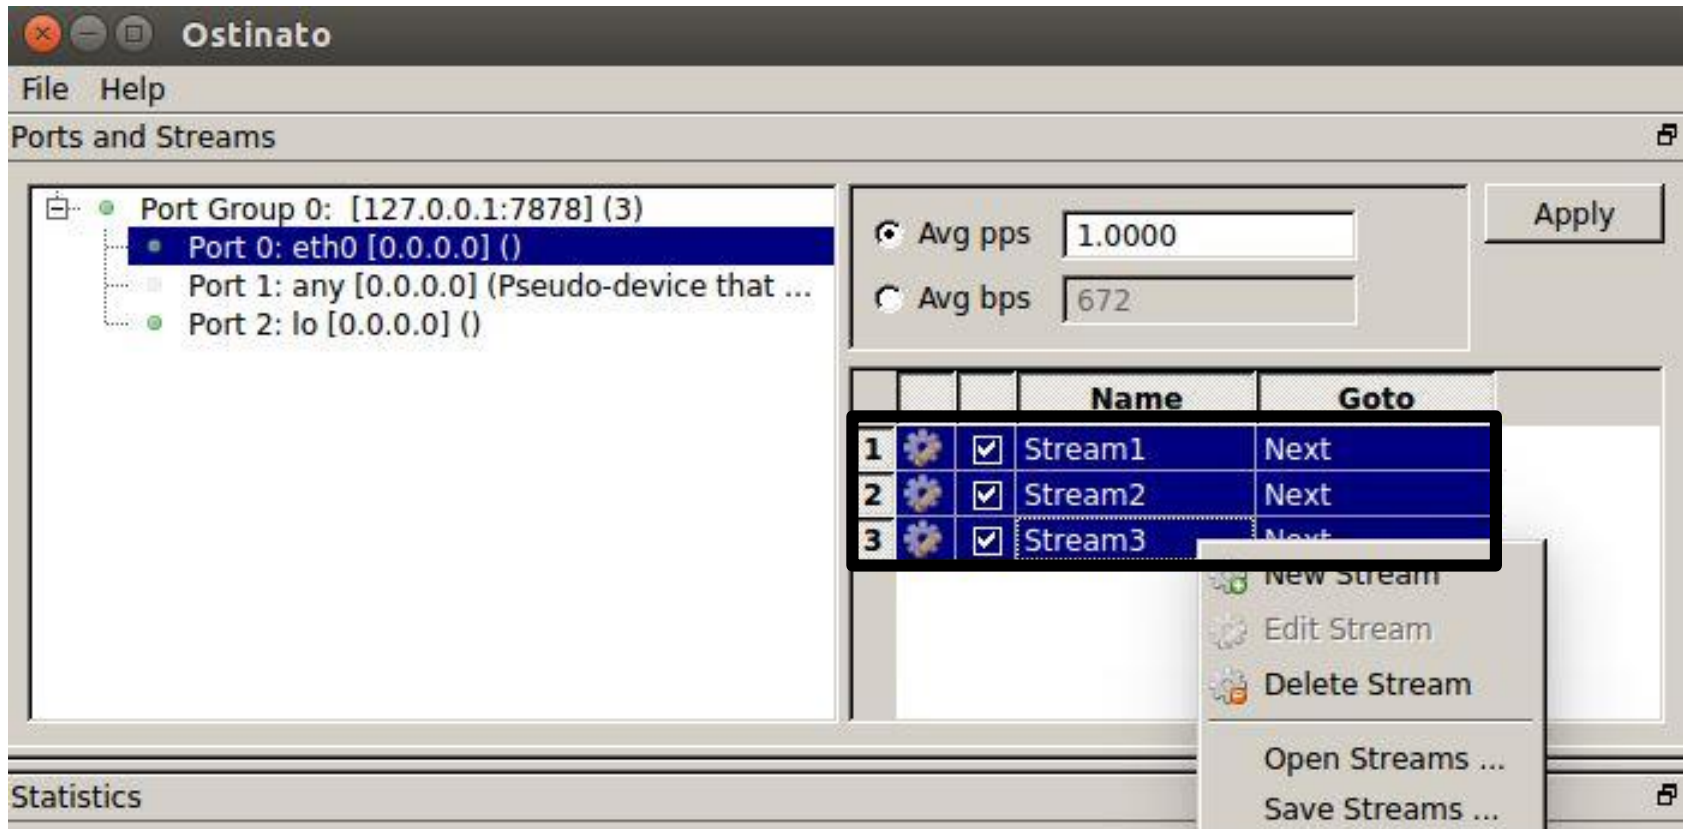 Ostinato
File Help
Ports and Streams
Port Group 0: [127.0.0.1:7878] (3)
Port 0: eth0 [0.0.0.0] ()
Port 1: any [0.0.0.0] (Pseudo-device that ...
Port 2: lo [0.0.0.0] ()
Avg pps 1.0000
Avg bps 672
Apply
Name Goto
1 Stream1 Next
2 Stream2 Next
3 Stream3 Next
New Stream
Edit Stream
Delete Stream
Open Streams ...
Save Streams ...
Statistics